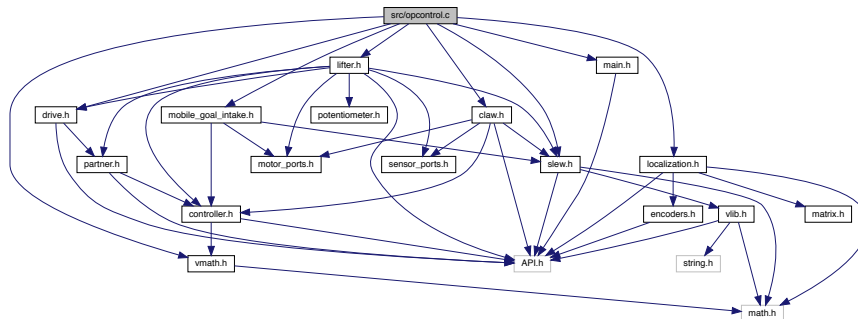 src/opcontrol.c
lifter.h
main.h
drive.h
mobile_goal_intake.h
potentiometer.h
claw.h
partner.h
motor_ports.h
sensor_ports.h
slew.h
localization.h
controller.h
encoders.h
vlib.h
matrix.h
vmath.h
API.h
string.h
math.h